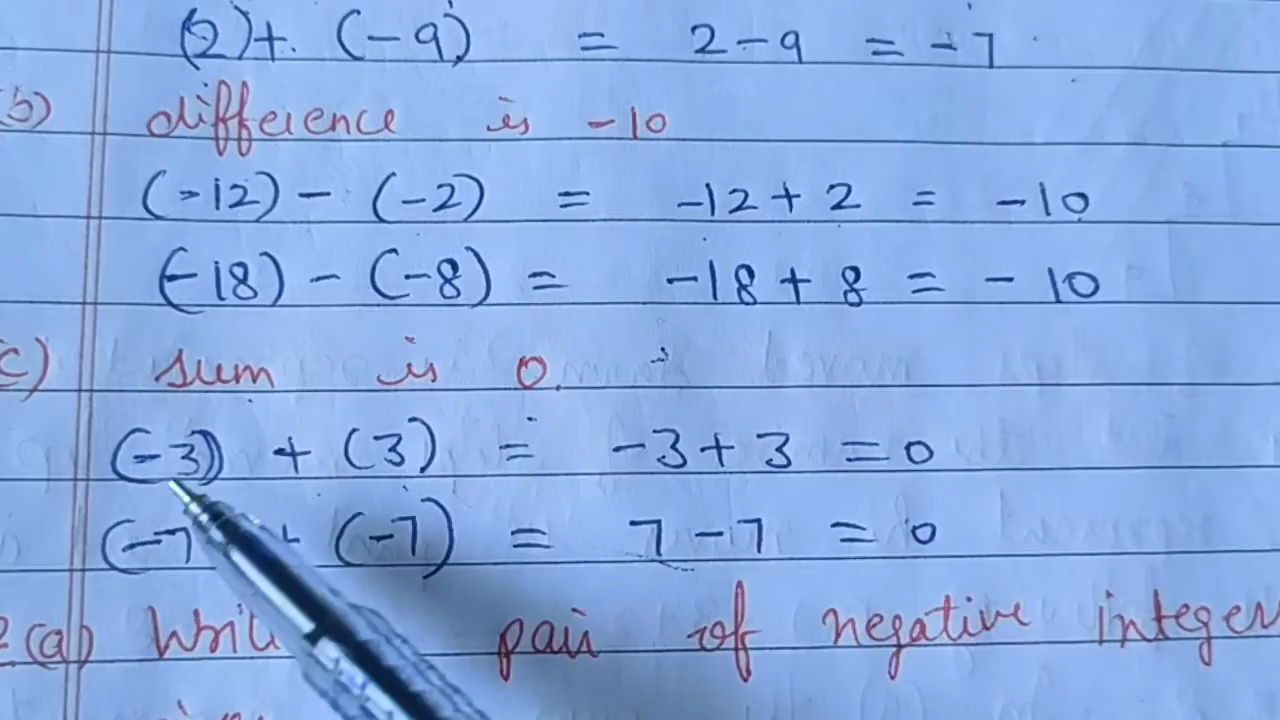 (2)+ (-9) = 2-9 = -7
(b) difference is -10
(-12) - (-2) = -12+2 = -10
(-18) - (-8) = -18+8 = -10
(c) sum is 0.
(-3) + (3) = -3+3 =0
(-7 + (-7) = 7-7 = 0
(a) Wri pair of negative integer